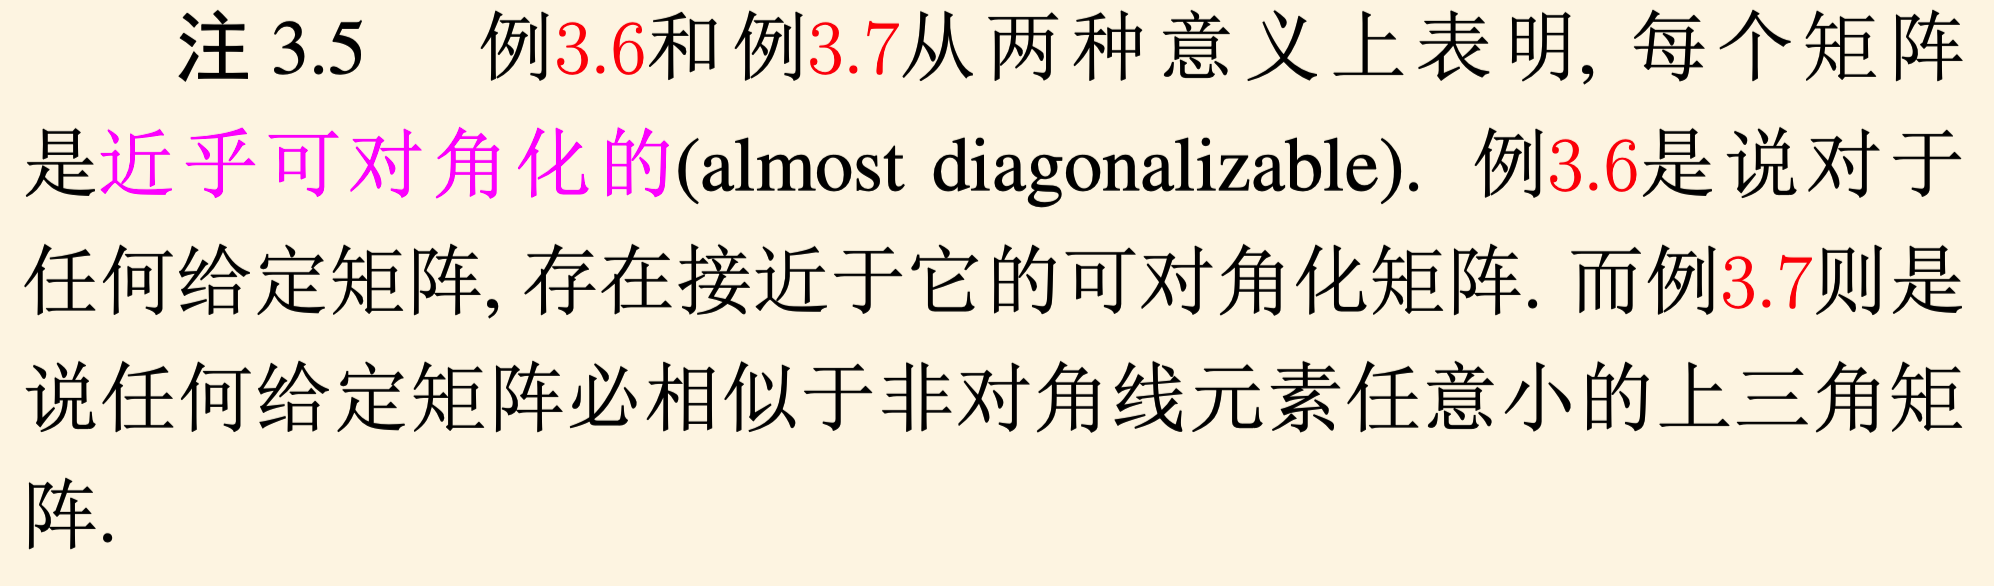 注 3.5 例3.6和例3.7从两种意义上表明, 每个矩阵
是近乎可对角化的(almost diagonalizable). 例3.6是说对于
任何给定矩阵, 存在接近于它的可对角化矩阵. 而例3.7则是
说任何给定矩阵必相似于非对角线元素任意小的上三角矩
阵.